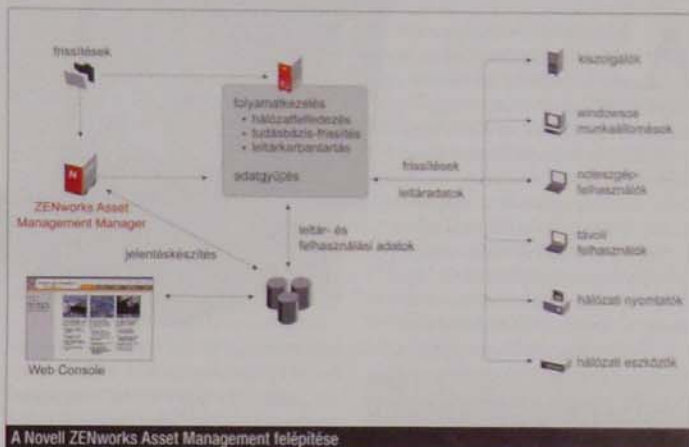 frissítések
folyamatkezelés
• hálózatfelfedezés
• tudásbázis-frissítés
• leltárkarbantartás
adatgyűjtés
N
ZENworks Asset
Management Manager
jelentéskészítés
leltár- és
felhasználási adatok
frissítések
leltáradatok
Web Console
kiszolgálók
windowsos
munkaállomások
noteszgép-
felhasználók
távoli
felhasználók
hálózati nyomtatók
hálózati eszközök
A Novell ZENworks Asset Management felépítése